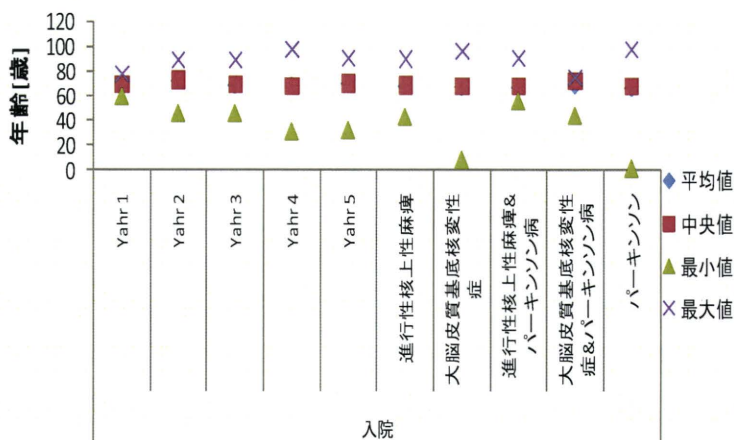 年齢[歳]
120
100
80
60
40
20
0
Yahr 1
Yahr 2
Yahr 3
Yahr 4
Yahr 5
進行性核上性麻痺
大脳皮質基底核変性
症
進行性核上性麻痺&
パーキンソン病
大脳皮質基底核変性
症&パーキンソン病
パーキンソン
入院
平均値
中央値
最小値
最大値